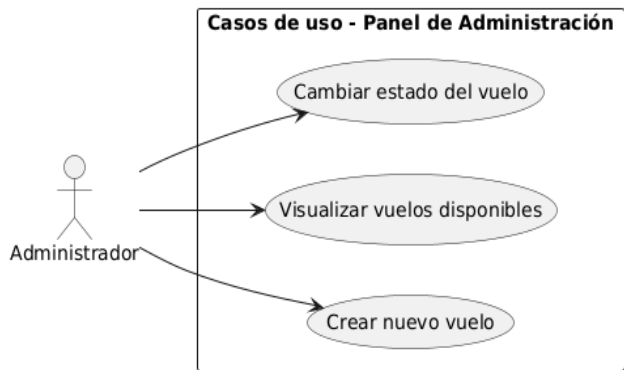 Casos de uso - Panel de Administración
Cambiar estado del vuelo
Visualizar vuelos disponibles
Administrador
Crear nuevo vuelo